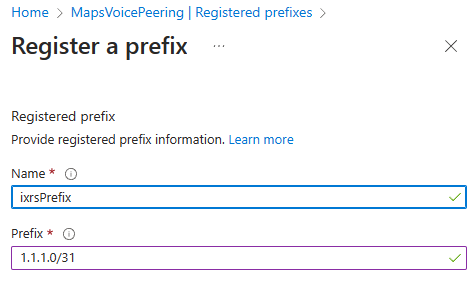 Home > MapsVoicePeering | Registered prefixes >
Register a prefix ...
Registered prefix
Provide registered prefix information. Learn more
Name *
ixrsPrefix
Prefix *
1.1.1.0/31